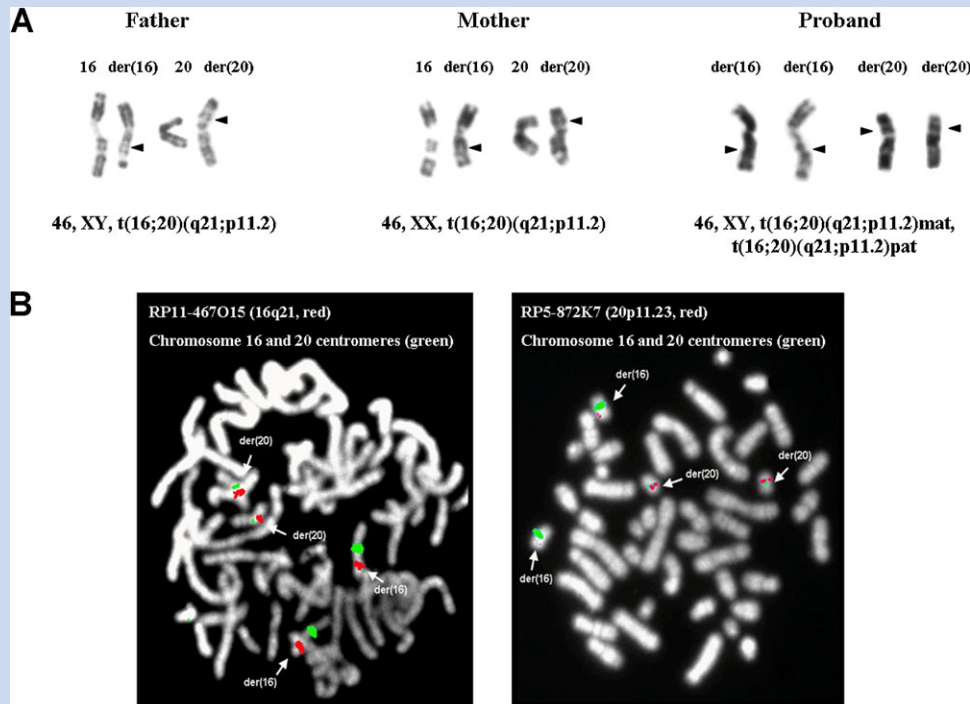 A
Father
Mother
Proband
16 der(16) 20 der(20)
16 der(16) 20 der(20)
der(16) der(16) der(20) der(20)
46, XY, t(16;20)(q21;p11.2)
46, XX, t(16;20)(q21;p11.2)
46, XY, t(16;20)(q21;p11.2)mat,
t(16;20)(q21;p11.2)pat
B
RP11-467O15 (16q21, red)
Chromosome 16 and 20 centromeres (green)
der(20)
der(20)
der(16)
der(16)
RP5-872K7 (20p11.23, red)
Chromosome 16 and 20 centromeres (green)
der(16)
der(20)
der(20)
der(16)